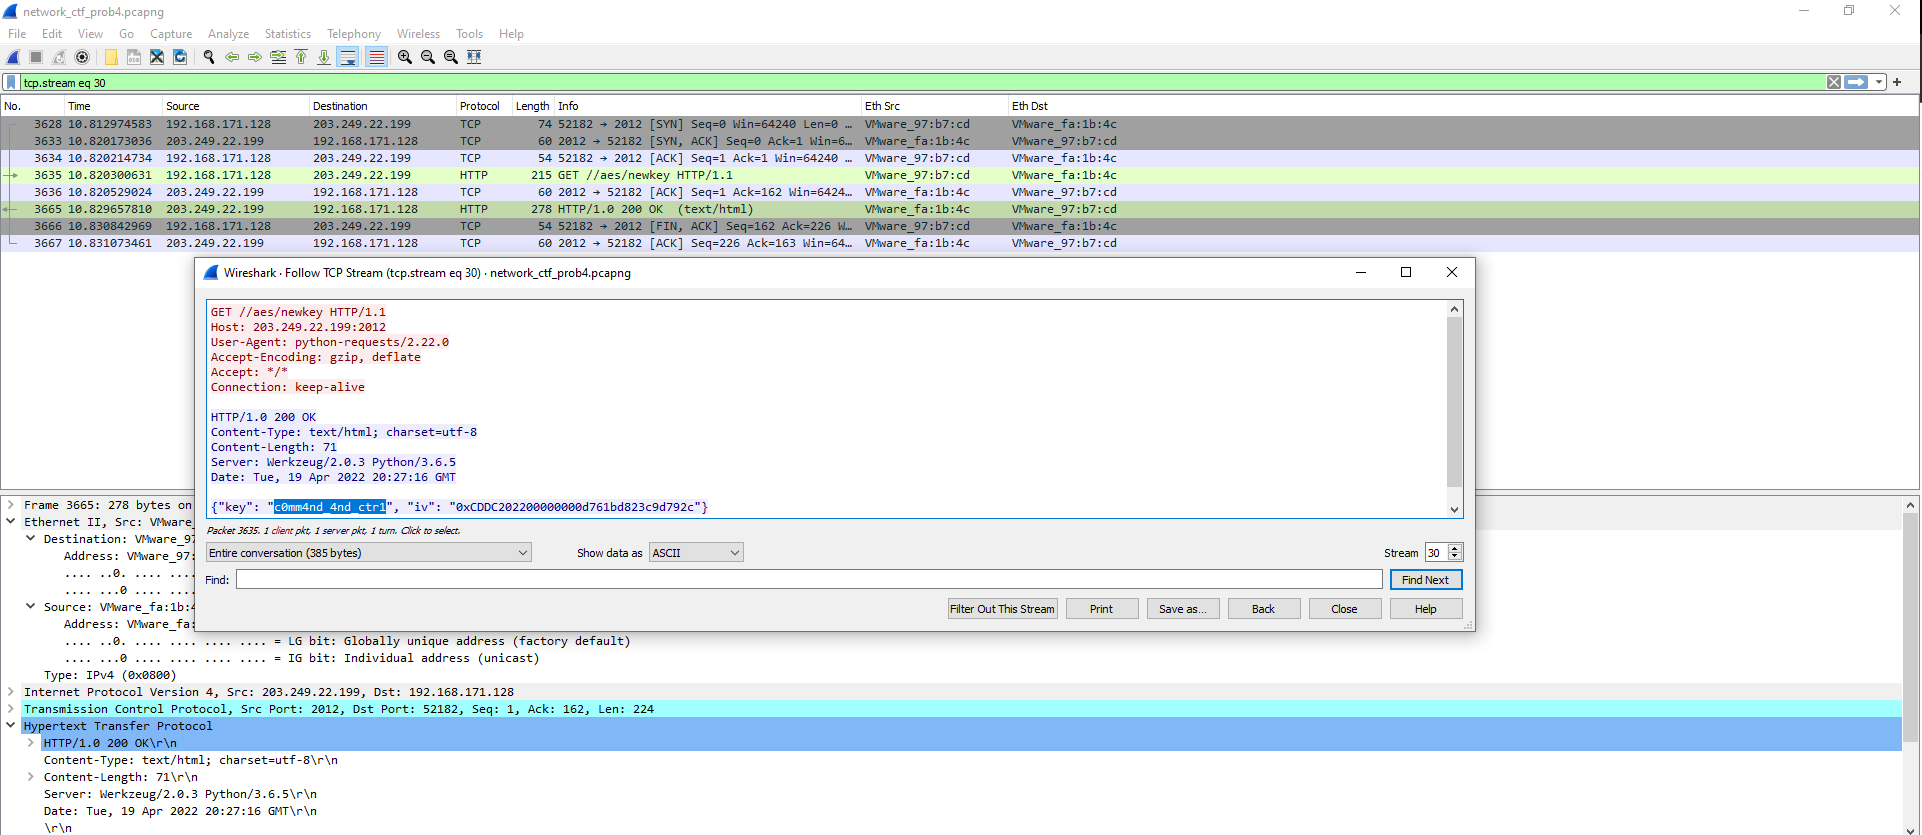 network_ctf_prob4.pcapng
File Edit View Go Capture Analyze Statistics Telephony Wireless Tools Help
tcp.stream eq 30
No. Time Source Destination Protocol Length Info Eth Src Eth Dst
3628 10.812974583 192.168.171.128 203.249.22.199 TCP 74 52182 → 2012 [SYN] Seq=0 Win=64240 Len=0 … VMware_97:b7:cd VMware_fa:1b:4c
3633 10.820173036 203.249.22.199 192.168.171.128 TCP 60 2012 → 52182 [SYN, ACK] Seq=0 Ack=1 Win=6… VMware_fa:1b:4c VMware_97:b7:cd
3634 10.820214734 192.168.171.128 203.249.22.199 TCP 54 52182 → 2012 [ACK] Seq=1 Ack=1 Win=64240 … VMware_97:b7:cd VMware_fa:1b:4c
3635 10.820300631 192.168.171.128 203.249.22.199 HTTP 215 GET //aes/newkey HTTP/1.1 VMware_97:b7:cd VMware_fa:1b:4c
3636 10.820529024 203.249.22.199 192.168.171.128 TCP 60 2012 → 52182 [ACK] Seq=1 Ack=162 Win=6424… VMware_fa:1b:4c VMware_97:b7:cd
3665 10.829657810 203.249.22.199 192.168.171.128 HTTP 278 HTTP/1.0 200 OK (text/html) VMware_fa:1b:4c VMware_97:b7:cd
3666 10.830842969 192.168.171.128 203.249.22.199 TCP 54 52182 → 2012 [FIN, ACK] Seq=162 Ack=226 W… VMware_97:b7:cd VMware_fa:1b:4c
3667 10.831073461 203.249.22.199 192.168.171.128 TCP 60 2012 → 52182 [ACK] Seq=226 Ack=163 Win=64… VMware_fa:1b:4c VMware_97:b7:cd
Wireshark · Follow TCP Stream (tcp.stream eq 30) · network_ctf_prob4.pcapng
GET //aes/newkey HTTP/1.1
Host: 203.249.22.199:2012
User-Agent: python-requests/2.22.0
Accept-Encoding: gzip, deflate
Accept: */*
Connection: keep-alive
HTTP/1.0 200 OK
Content-Type: text/html; charset=utf-8
Content-Length: 71
Server: Werkzeug/2.0.3 Python/3.6.5
Date: Tue, 19 Apr 2022 20:27:16 GMT
{"key": "c0mm4nd_4nd_ctr1", "iv": "0xCDDC202200000000d761bd823c9d792c"}
Packet 3635. 1 client pkt, 1 server pkt, 1 turn. Click to select.
Entire conversation (385 bytes) Show data as ASCII Stream 30
Find: Find Next
Filter Out This Stream Print Save as... Back Close Help
Frame 3665: 278 bytes on
Ethernet II, Src: VMware_
Destination: VMware_97
Address: VMware_97:
.... ..0. .... ....
.... ...0 .... ....
Source: VMware_fa:1b:4
Address: VMware_fa:
.... ..0. .... .... .... .... = LG bit: Globally unique address (factory default)
.... ...0 .... .... .... .... = IG bit: Individual address (unicast)
Type: IPv4 (0x0800)
Internet Protocol Version 4, Src: 203.249.22.199, Dst: 192.168.171.128
Transmission Control Protocol, Src Port: 2012, Dst Port: 52182, Seq: 1, Ack: 162, Len: 224
Hypertext Transfer Protocol
HTTP/1.0 200 OK\r\n
Content-Type: text/html; charset=utf-8\r\n
Content-Length: 71\r\n
Server: Werkzeug/2.0.3 Python/3.6.5\r\n
Date: Tue, 19 Apr 2022 20:27:16 GMT\r\n
\r\n